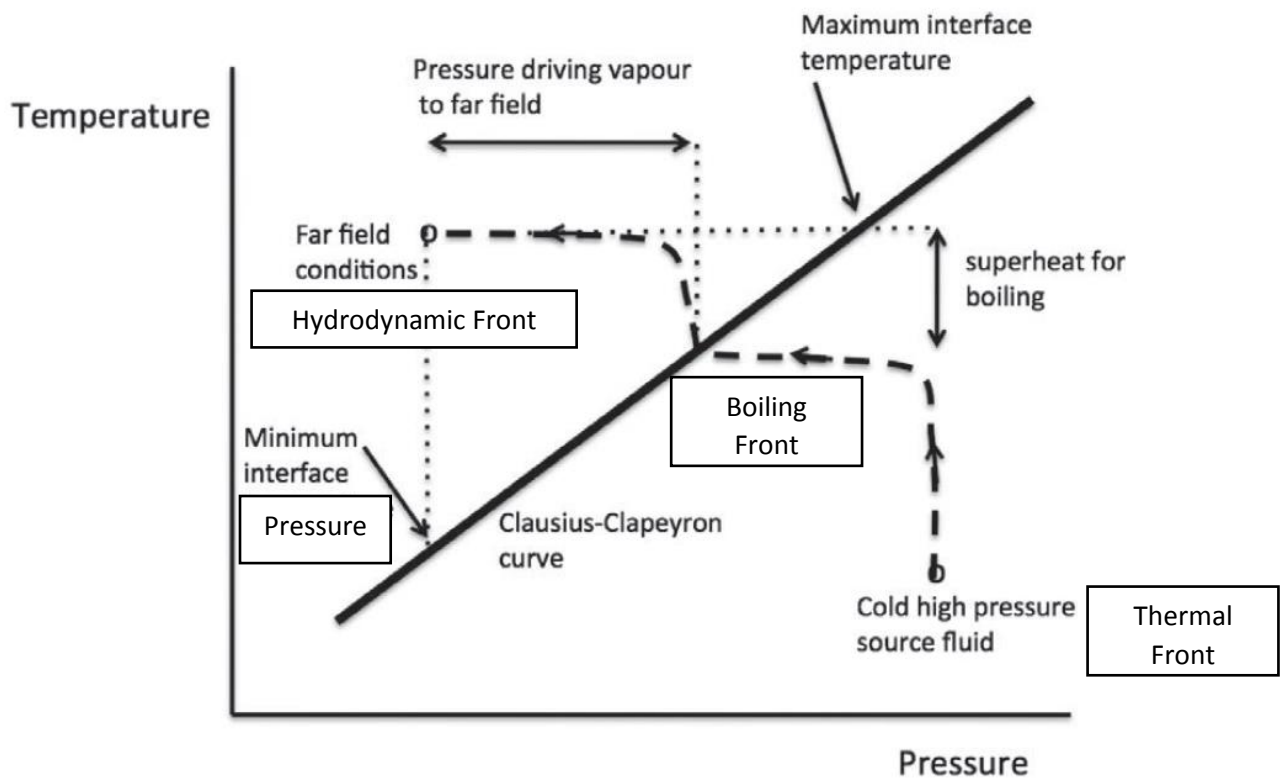 Maximum interface
temperature
Pressure driving vapour
to far field
Temperature
Far field
conditions
superheat for
boiling
Hydrodynamic Front
Boiling
Front
Minimum
interface
Pressure
Clausius-Clapeyron
curve
Cold high pressure
source fluid
Thermal
Front
Pressure